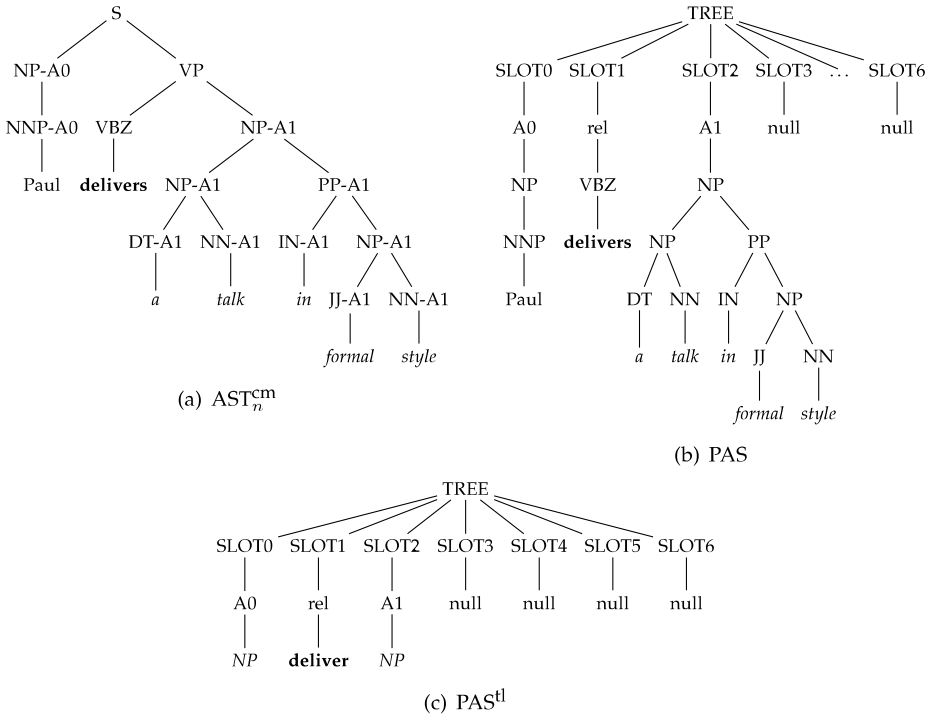 S
NP-A0 VP
NNP-A0 VBZ NP-A1
Paul delivers NP-A1 PP-A1
DT-A1 NN-A1 IN-A1 NP-A1
a talk in JJ-A1 NN-A1
formal style
(a) AST_n^cm
TREE
SLOT0 SLOT1 SLOT2 SLOT3 ... SLOT6
A0 rel A1 null null
NP VBZ NP
NNP delivers NP PP
Paul DT NN IN NP
a talk in JJ NN
formal style
(b) PAS
TREE
SLOT0 SLOT1 SLOT2 SLOT3 SLOT4 SLOT5 SLOT6
A0 rel A1 null null null null
NP deliver NP
(c) PAS^tl